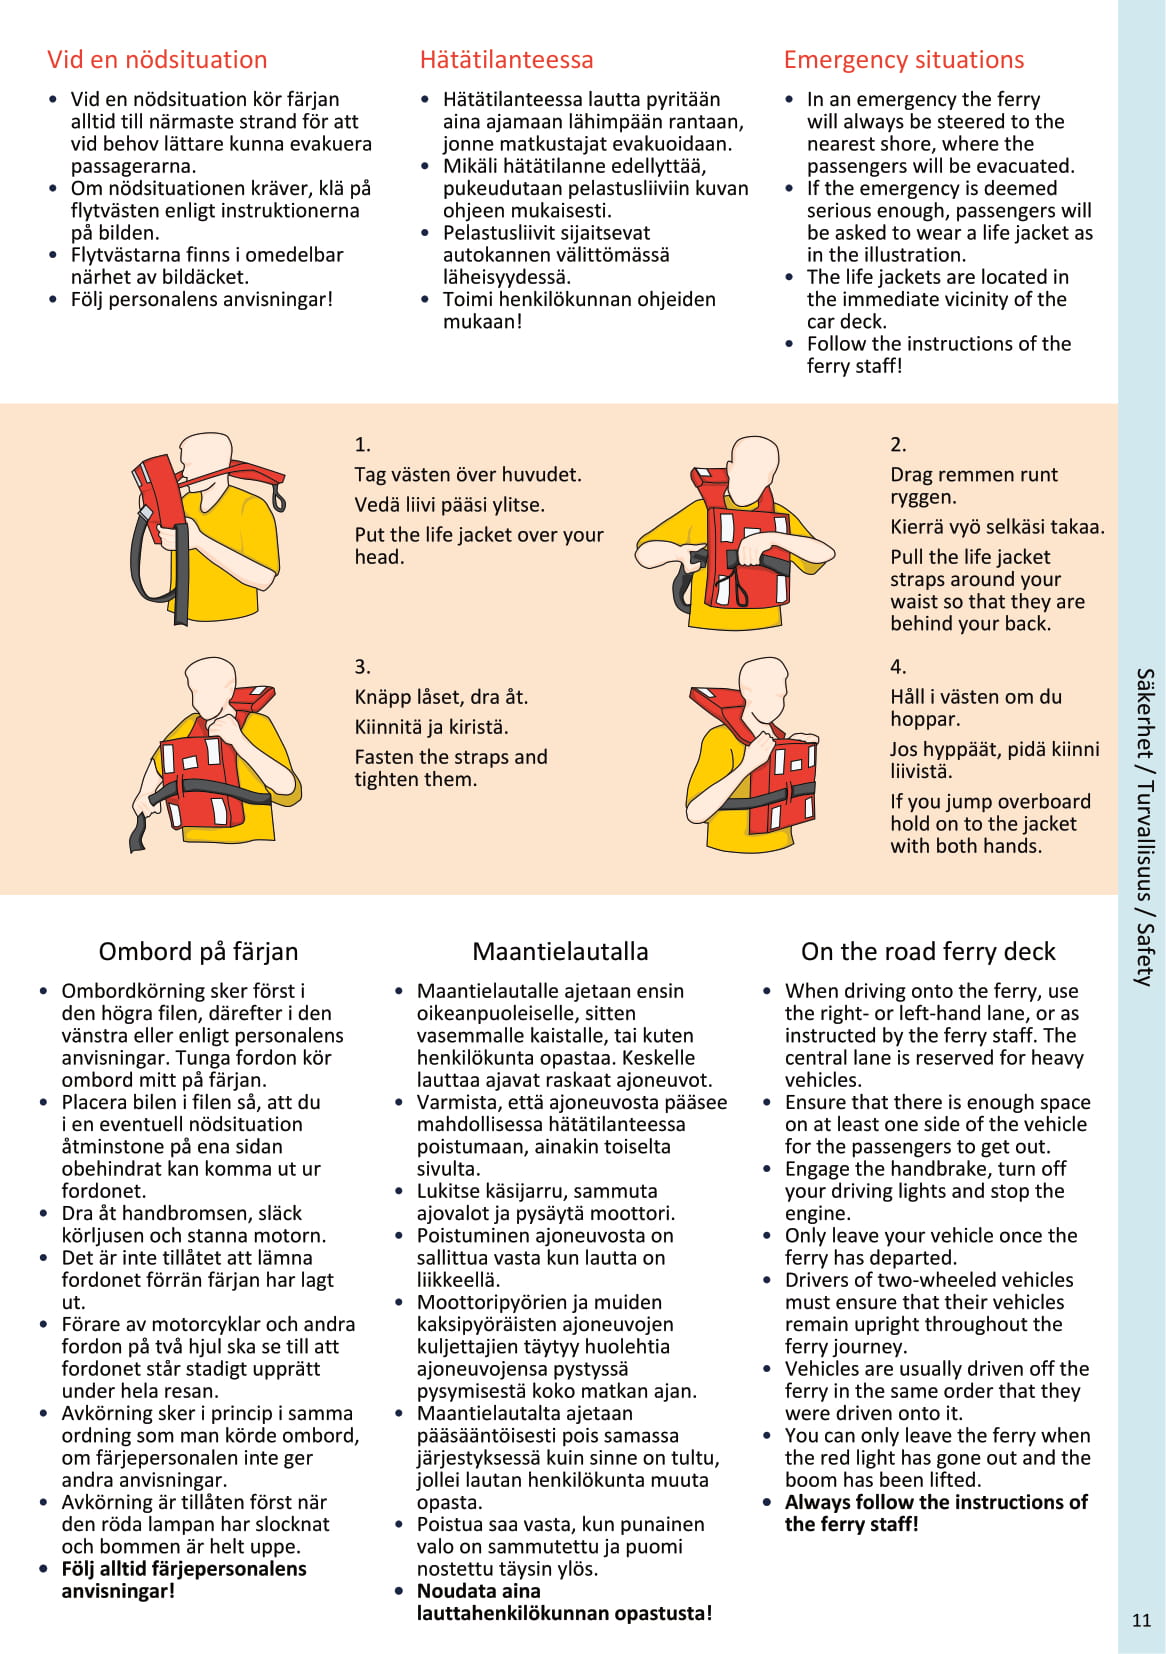 Vid en nödsituation
• Vid en nödsituation kör färjan
alltid till närmaste strand för att
vid behov lättare kunna evakuera
passagerarna.
• Om nödsituationen kräver, klä på
flytvästen enligt instruktionerna
på bilden.
• Flytvästarna finns i omedelbar
närhet av bildäcket.
• Följ personalens anvisningar!
Hätätilanteessa
• Hätätilanteessa lautta pyritään
aina ajamaan lähimpään rantaan,
jonne matkustajat evakuoidaan.
• Mikäli hätätilanne edellyttää,
pukeudutaan pelastusliiviin kuvan
ohjeen mukaisesti.
• Pelastusliivit sijaitsevat
autokannen välittömässä
läheisyydessä.
• Toimi henkilökunnan ohjeiden
mukaan!
Emergency situations
• In an emergency the ferry
will always be steered to the
nearest shore, where the
passengers will be evacuated.
• If the emergency is deemed
serious enough, passengers will
be asked to wear a life jacket as
in the illustration.
• The life jackets are located in
the immediate vicinity of the
car deck.
• Follow the instructions of the
ferry staff!
1.
Tag västen över huvudet.
Vedä liivi pääsi ylitse.
Put the life jacket over your
head.
2.
Drag remmen runt
ryggen.
Kierrä vyö selkäsi takaa.
Pull the life jacket
straps around your
waist so that they are
behind your back.
3.
Knäpp låset, dra åt.
Kiinnitä ja kiristä.
Fasten the straps and
tighten them.
4.
Håll i västen om du
hoppar.
Jos hyppäät, pidä kiinni
liivistä.
If you jump overboard
hold on to the jacket
with both hands.
Ombord på färjan
• Ombordkörning sker först i
den högra filen, därefter i den
vänstra eller enligt personalens
anvisningar. Tunga fordon kör
ombord mitt på färjan.
• Placera bilen i filen så, att du
i en eventuell nödsituation
åtminstone på ena sidan
obehindrat kan komma ut ur
fordonet.
• Dra åt handbromsen, släck
körljusen och stanna motorn.
• Det är inte tillåtet att lämna
fordonet förrän färjan har lagt
ut.
• Förare av motorcyklar och andra
fordon på två hjul ska se till att
fordonet står stadigt upprätt
under hela resan.
• Avkörning sker i princip i samma
ordning som man körde ombord,
om färjepersonalen inte ger
andra anvisningar.
• Avkörning är tillåten först när
den röda lampan har slocknat
och bommen är helt uppe.
• Följ alltid färjepersonalens
anvisningar!
Maantielautalla
• Maantielautalle ajetaan ensin
oikeanpuoleiselle, sitten
vasemmalle kaistalle, tai kuten
henkilökunta opastaa. Keskelle
lauttaa ajavat raskaat ajoneuvot.
• Varmista, että ajoneuvosta pääsee
mahdollisessa hätätilanteessa
poistumaan, ainakin toiselta
sivulta.
• Lukitse käsijarru, sammuta
ajovalot ja pysäytä moottori.
• Poistuminen ajoneuvosta on
sallittua vasta kun lautta on
liikkeellä.
• Moottoripyörien ja muiden
kaksipyöräisten ajoneuvojen
kuljettajien täytyy huolehtia
ajoneuvojensa pystyssä
pysymisestä koko matkan ajan.
• Maantielautalta ajetaan
pääsääntöisesti pois samassa
järjestyksessä kuin sinne on tultu,
jollei lautan henkilökunta muuta
opasta.
• Poistua saa vasta, kun punainen
valo on sammutettu ja puomi
nostettu täysin ylös.
• Noudata aina
lauttahenkilökunnan opastusta!
On the road ferry deck
• When driving onto the ferry, use
the right- or left-hand lane, or as
instructed by the ferry staff. The
central lane is reserved for heavy
vehicles.
• Ensure that there is enough space
on at least one side of the vehicle
for the passengers to get out.
• Engage the handbrake, turn off
your driving lights and stop the
engine.
• Only leave your vehicle once the
ferry has departed.
• Drivers of two-wheeled vehicles
must ensure that their vehicles
remain upright throughout the
ferry journey.
• Vehicles are usually driven off the
ferry in the same order that they
were driven onto it.
• You can only leave the ferry when
the red light has gone out and the
boom has been lifted.
• Always follow the instructions of
the ferry staff!
Säkerhet / Turvallisuus / Safety
11